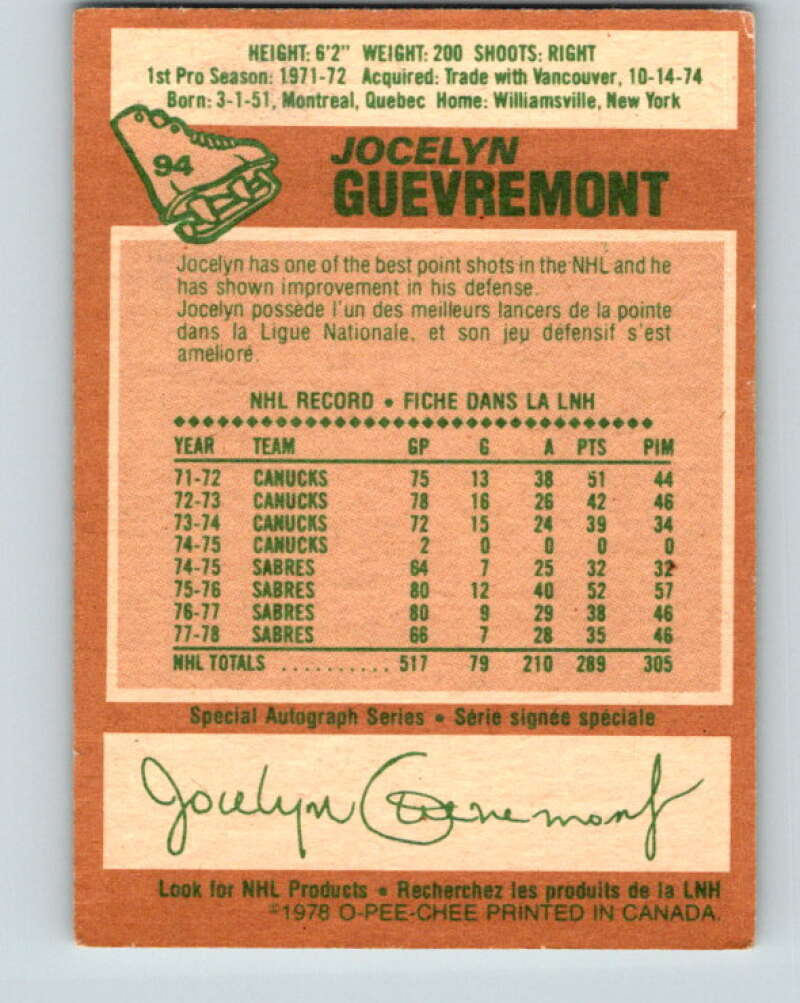 HEIGHT: 6'2" WEIGHT: 200 SHOOTS: RIGHT
1st Pro Season: 1971-72 Acquired: Trade with Vancouver, 10-14-74
Born: 3-1-51, Montreal, Quebec Home: Williamsville, New York
94
JOCELYN
GUEVREMONT
Jocelyn has one of the best point shots in the NHL and he
has shown improvement in his defense.
Jocelyn possède l'un des meilleurs lancers de la pointe
dans la Ligue Nationale, et son jeu défensif s'est
amélioré.
NHL RECORD • FICHE DANS LA LNH
YEAR TEAM GP G A PTS PIM
71-72 CANUCKS 75 13 38 51 44
72-73 CANUCKS 78 16 26 42 46
73-74 CANUCKS 72 15 24 39 34
74-75 CANUCKS 2 0 0 0 0
74-75 SABRES 64 7 25 32 32
75-76 SABRES 80 12 40 52 57
76-77 SABRES 80 9 29 38 46
77-78 SABRES 66 7 28 35 46
NHL TOTALS .......... 517 79 210 289 305
Special Autograph Series • Série signée spéciale
Jocelyn Guevremont
Look for NHL Products • Recherchez les produits de la LNH
©1978 O-PEE-CHEE PRINTED IN CANADA.